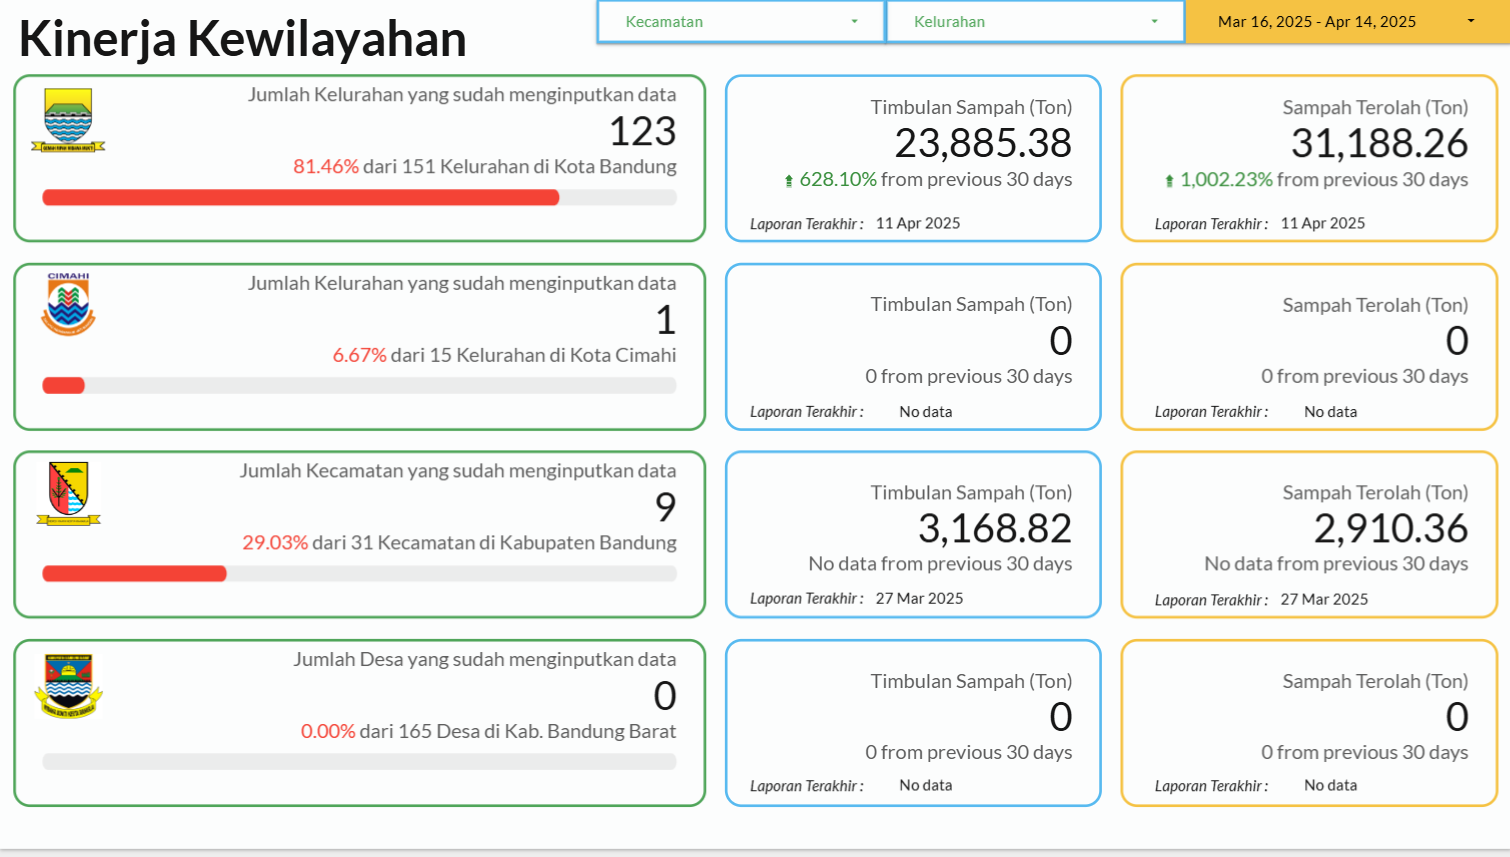 Kinerja Kewilayahan
Kecamatan
Kelurahan
Mar 16, 2025 - Apr 14, 2025
Jumlah Kelurahan yang sudah menginputkan data
123
81.46% dari 151 Kelurahan di Kota Bandung
Timbulan Sampah (Ton)
23,885.38
628.10% from previous 30 days
Laporan Terakhir : 11 Apr 2025
Sampah Terolah (Ton)
31,188.26
1,002.23% from previous 30 days
Laporan Terakhir : 11 Apr 2025
CIMAHI
Jumlah Kelurahan yang sudah menginputkan data
1
6.67% dari 15 Kelurahan di Kota Cimahi
Timbulan Sampah (Ton)
0
0 from previous 30 days
Laporan Terakhir : No data
Sampah Terolah (Ton)
0
0 from previous 30 days
Laporan Terakhir : No data
Jumlah Kecamatan yang sudah menginputkan data
9
29.03% dari 31 Kecamatan di Kabupaten Bandung
Timbulan Sampah (Ton)
3,168.82
No data from previous 30 days
Laporan Terakhir : 27 Mar 2025
Sampah Terolah (Ton)
2,910.36
No data from previous 30 days
Laporan Terakhir : 27 Mar 2025
Jumlah Desa yang sudah menginputkan data
0
0.00% dari 165 Desa di Kab. Bandung Barat
Timbulan Sampah (Ton)
0
0 from previous 30 days
Laporan Terakhir : No data
Sampah Terolah (Ton)
0
0 from previous 30 days
Laporan Terakhir : No data